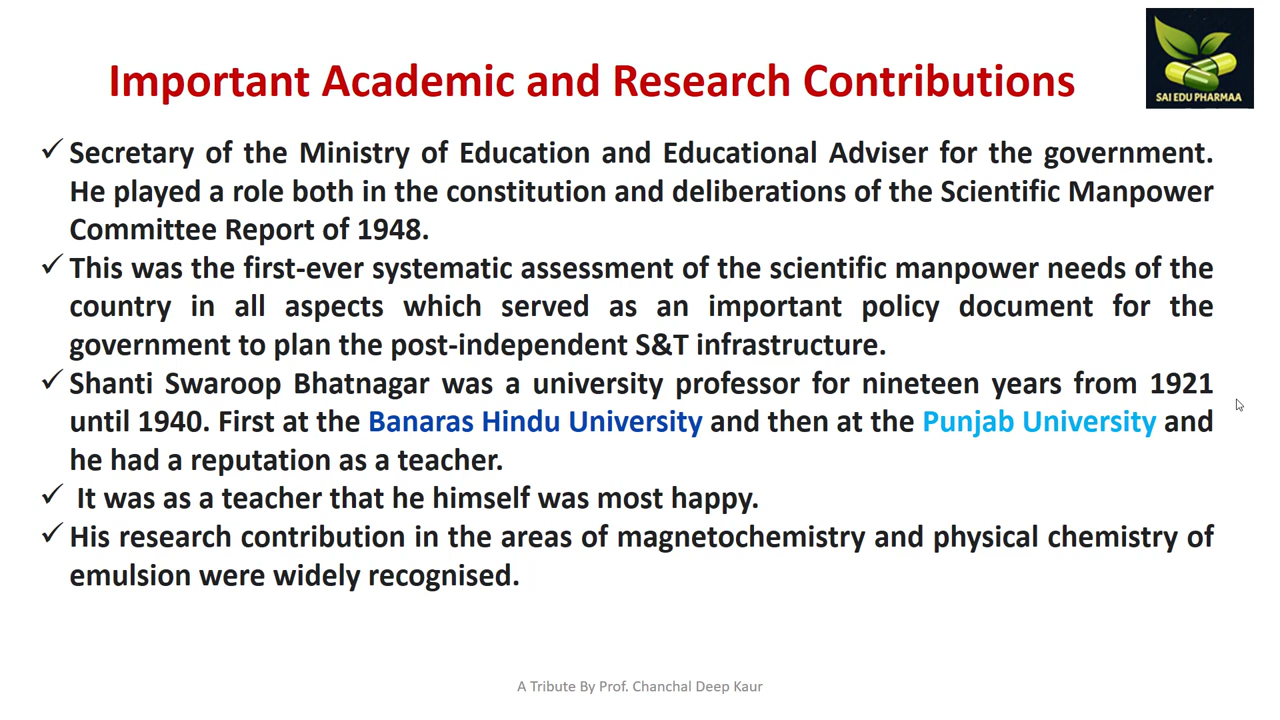 Important Academic and Research Contributions
SAI EDU PHARMAA
✓ Secretary of the Ministry of Education and Educational Adviser for the government.
He played a role both in the constitution and deliberations of the Scientific Manpower
Committee Report of 1948.
✓ This was the first-ever systematic assessment of the scientific manpower needs of the
country in all aspects which served as an important policy document for the
government to plan the post-independent S&T infrastructure.
✓ Shanti Swaroop Bhatnagar was a university professor for nineteen years from 1921
until 1940. First at the Banaras Hindu University and then at the Punjab University and
he had a reputation as a teacher.
✓ It was as a teacher that he himself was most happy.
✓ His research contribution in the areas of magnetochemistry and physical chemistry of
emulsion were widely recognised.
A Tribute By Prof. Chanchal Deep Kaur